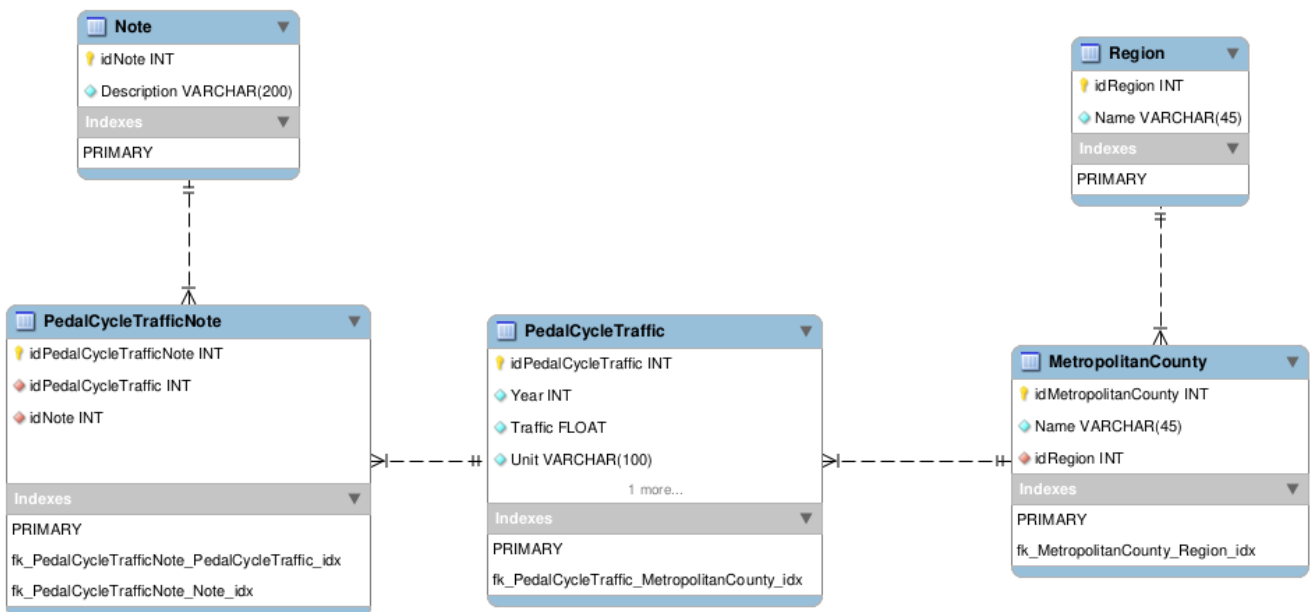 Note
idNote INT
Description VARCHAR(200)
Indexes
PRIMARY
Region
idRegion INT
Name VARCHAR(45)
Indexes
PRIMARY
PedalCycleTrafficNote
idPedalCycleTrafficNote INT
idPedalCycleTraffic INT
idNote INT
Indexes
PRIMARY
fk_PedalCycleTrafficNote_PedalCycleTraffic_idx
fk_PedalCycleTrafficNote_Note_idx
PedalCycleTraffic
idPedalCycleTraffic INT
Year INT
Traffic FLOAT
Unit VARCHAR(100)
1 more...
Indexes
PRIMARY
fk_PedalCycleTraffic_MetropolitanCounty_idx
MetropolitanCounty
idMetropolitanCounty INT
Name VARCHAR(45)
idRegion INT
Indexes
PRIMARY
fk_MetropolitanCounty_Region_idx